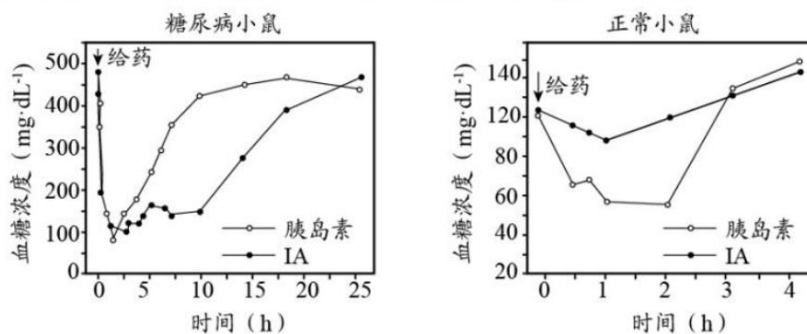 糖尿病小鼠
血糖浓度（mg·dL⁻¹）
500
400
300
200
100
0
给药
胰岛素
IA
0 5 10 15 20 25
时间（h）
正常小鼠
血糖浓度（mg·dL⁻¹）
140
120
100
80
60
40
20
给药
胰岛素
IA
0 1 2 3 4
时间（h）